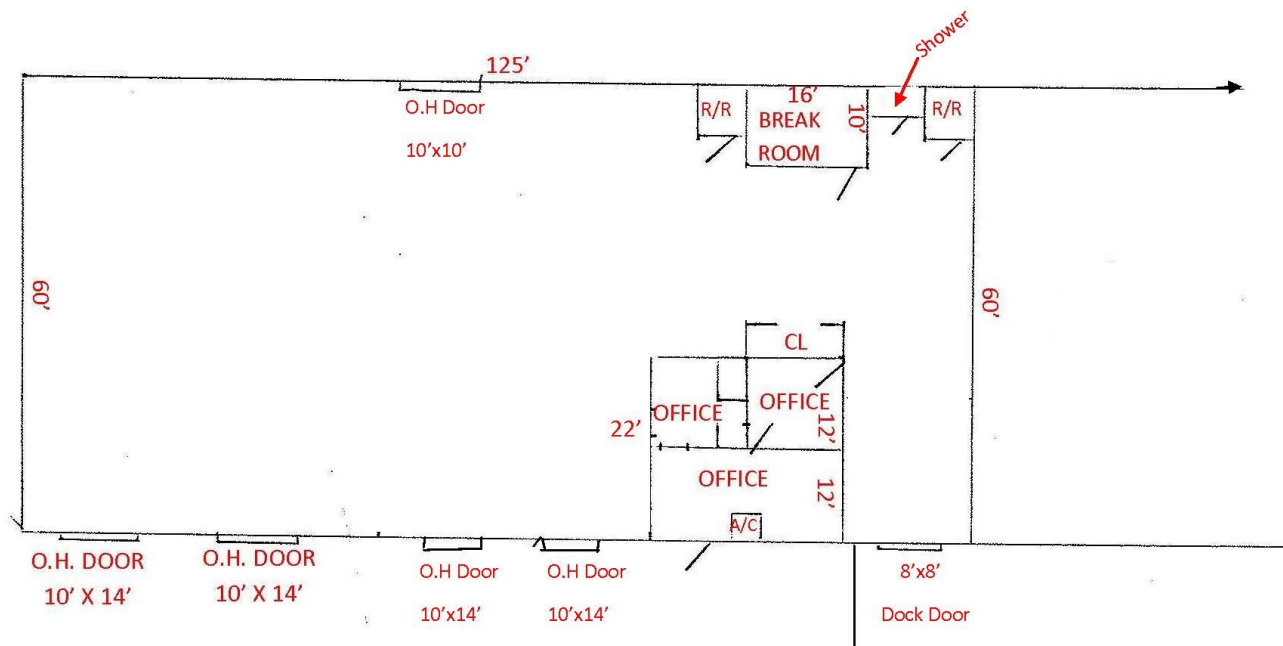 Shower
125'
O.H Door
10'x10'
R/R
16'
BREAK
ROOM
10'
R/R
60'
60'
CL
OFFICE
OFFICE
12'
22'
OFFICE
12'
A/C
O.H. DOOR
10' X 14'
O.H. DOOR
10' X 14'
O.H Door
10'x14'
O.H Door
10'x14'
8'x8'
Dock Door